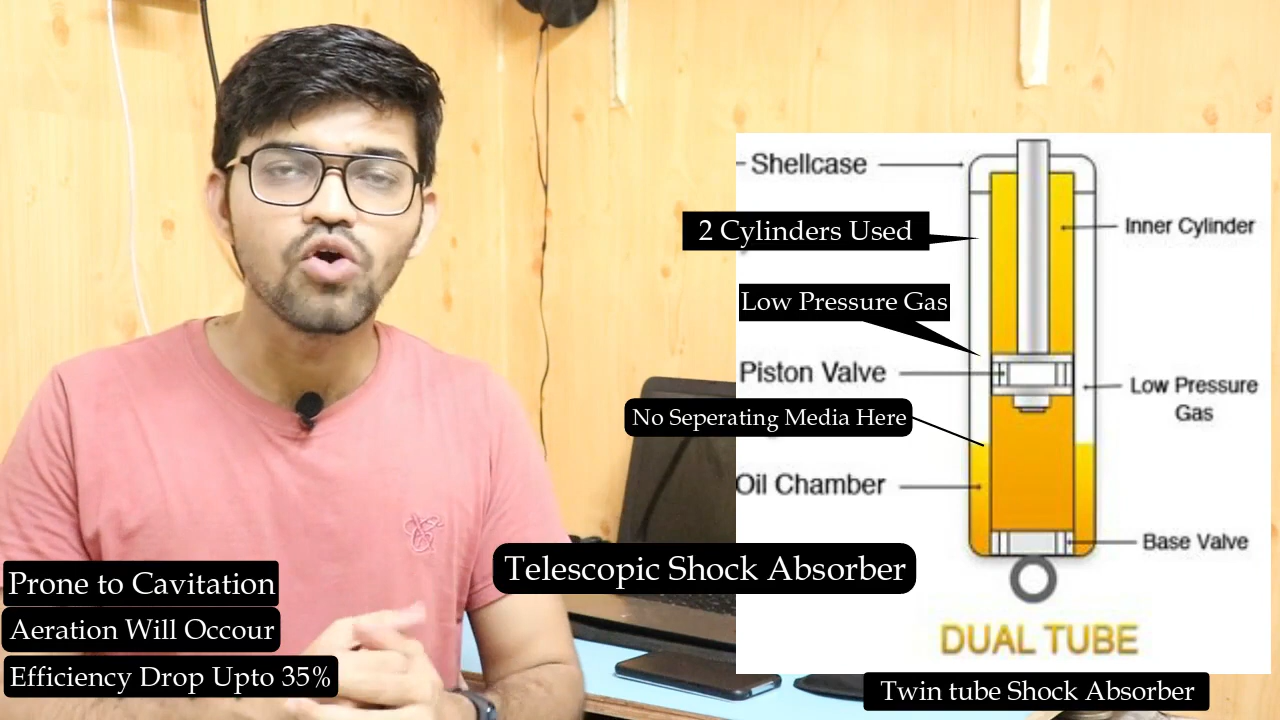 Shellcase
2 Cylinders Used
Inner Cylinder
Low Pressure Gas
Piston Valve
Low Pressure
Gas
No Seperating Media Here
Oil Chamber
Base Valve
Telescopic Shock Absorber
Prone to Cavitation
Aeration Will Occour
Efficiency Drop Upto 35%
DUAL TUBE
Twin tube Shock Absorber